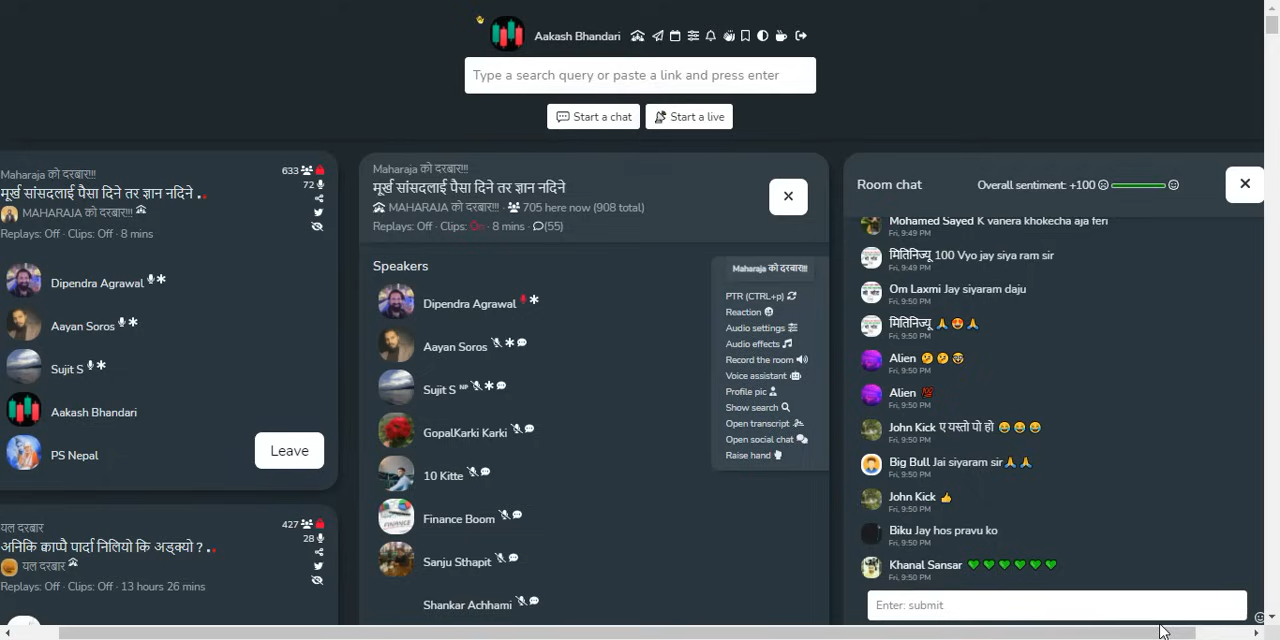 Aakash Bhandari
Type a search query or paste a link and press enter
Start a chat
Start a live
Maharaja को दरबार!!!
633
मूर्ख सांसदलाई पैसा दिने तर ज्ञान नदिने ..
72
MAHARAJA को दरबार!!!
Replays: Off · Clips: Off · 8 mins
Dipendra Agrawal
Aayan Soros
Sujit S
Aakash Bhandari
PS Nepal
Leave
यल दरबार
427
अनिकि क्वाप्पै पार्दा निलियो कि अड्क्यो ? ..
28
यल दरबार
Replays: Off · Clips: Off · 13 hours 26 mins
Maharaja को दरबार!!!
मूर्ख सांसदलाई पैसा दिने तर ज्ञान नदिने
MAHARAJA को दरबार!!! · 705 here now (908 total)
Replays: Off · Clips: · 8 mins · (55)
Speakers
Dipendra Agrawal
Aayan Soros
Sujit S NP
GopalKarki Karki
10 Kitte
Finance Boom
Sanju Sthapit
Shankar Achhami
Maharaja को दरबार!!!
PTR (CTRL+p)
Reaction
Audio settings
Audio effects
Record the room
Voice assistant
Profile pic
Show search
Open transcript
Open social chat
Raise hand
Room chat
Overall sentiment: +100
Mohamed Sayed K vanera khokecha aja feri
Fri, 9:49 PM
मितिनिज्यू 100 Vyo jay siya ram sir
Fri, 9:49 PM
Om Laxmi Jay siyaram daju
Fri, 9:50 PM
मितिनिज्यू 🙏 😍 🙏
Fri, 9:50 PM
Alien
Fri, 9:50 PM
Alien 💯
Fri, 9:50 PM
John Kick ए यस्तो पो हो 😂 😂 😂
Fri, 9:50 PM
Big Bull Jai siyaram sir🙏 🙏
Fri, 9:50 PM
John Kick 👍
Fri, 9:50 PM
Biku Jay hos pravu ko
Fri, 9:50 PM
Khanal Sansar 💚 💚 💚 💚 💚 💚
Fri, 9:50 PM
Enter: submit